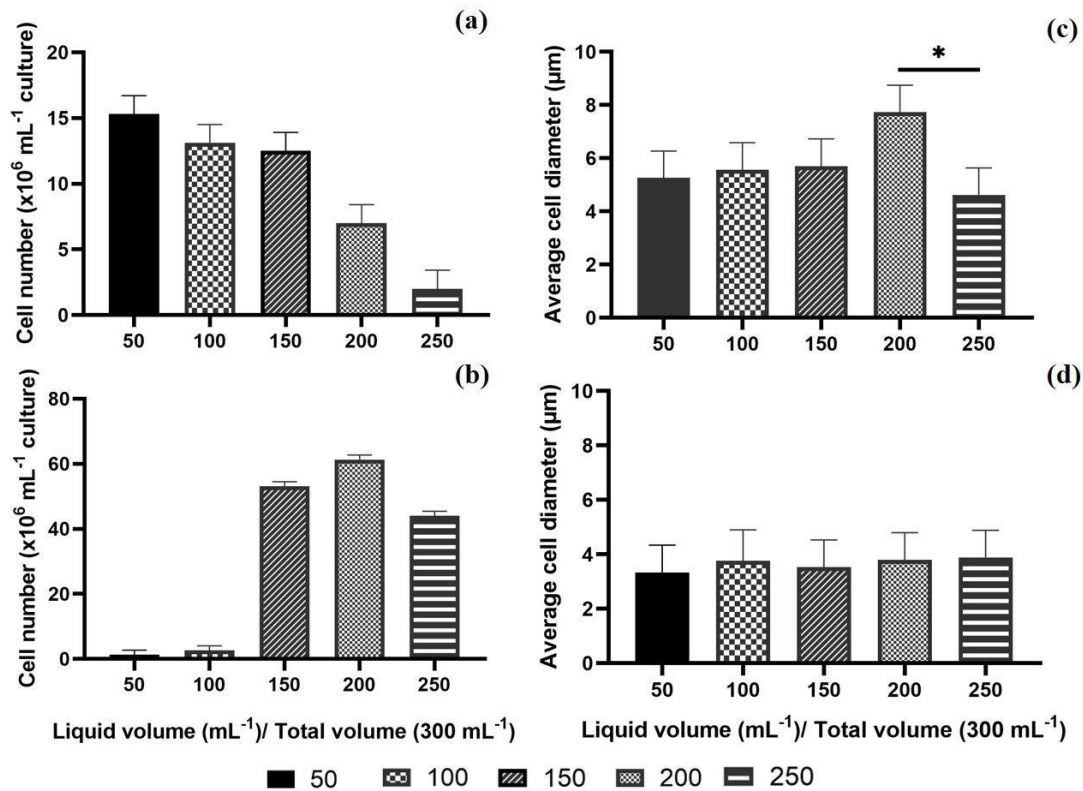 (a)
Cell number (x10⁶ mL⁻¹ culture)
20
15
10
5
0
50 100 150 200 250
(c)
Average cell diameter (µm)
10
8
6
4
2
0
*
50 100 150 200 250
(b)
Cell number (x10⁶ mL⁻¹ culture)
80
60
40
20
0
50 100 150 200 250
Liquid volume (mL⁻¹)/ Total volume (300 mL⁻¹)
(d)
Average cell diameter (µm)
10
8
6
4
2
0
50 100 150 200 250
Liquid volume (mL⁻¹)/ Total volume (300 mL⁻¹)
50 100 150 200 250